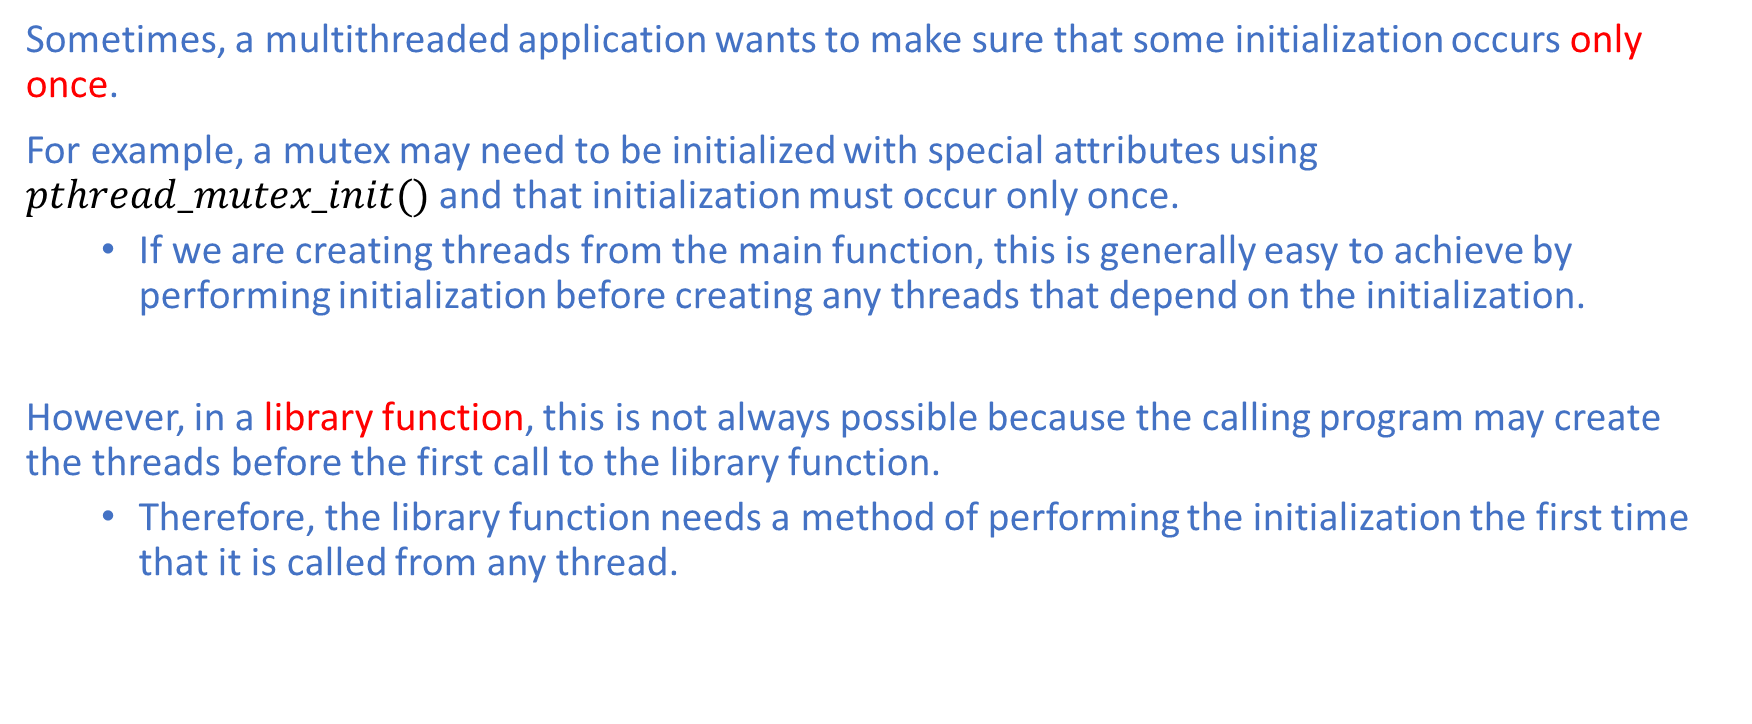 Sometimes, a multithreaded application wants to make sure that some initialization occurs only
once.
For example, a mutex may need to be initialized with special attributes using
pthread_mutex_init() and that initialization must occur only once.
• If we are creating threads from the main function, this is generally easy to achieve by
performing initialization before creating any threads that depend on the initialization.
However, in a library function, this is not always possible because the calling program may create
the threads before the first call to the library function.
• Therefore, the library function needs a method of performing the initialization the first time
that it is called from any thread.